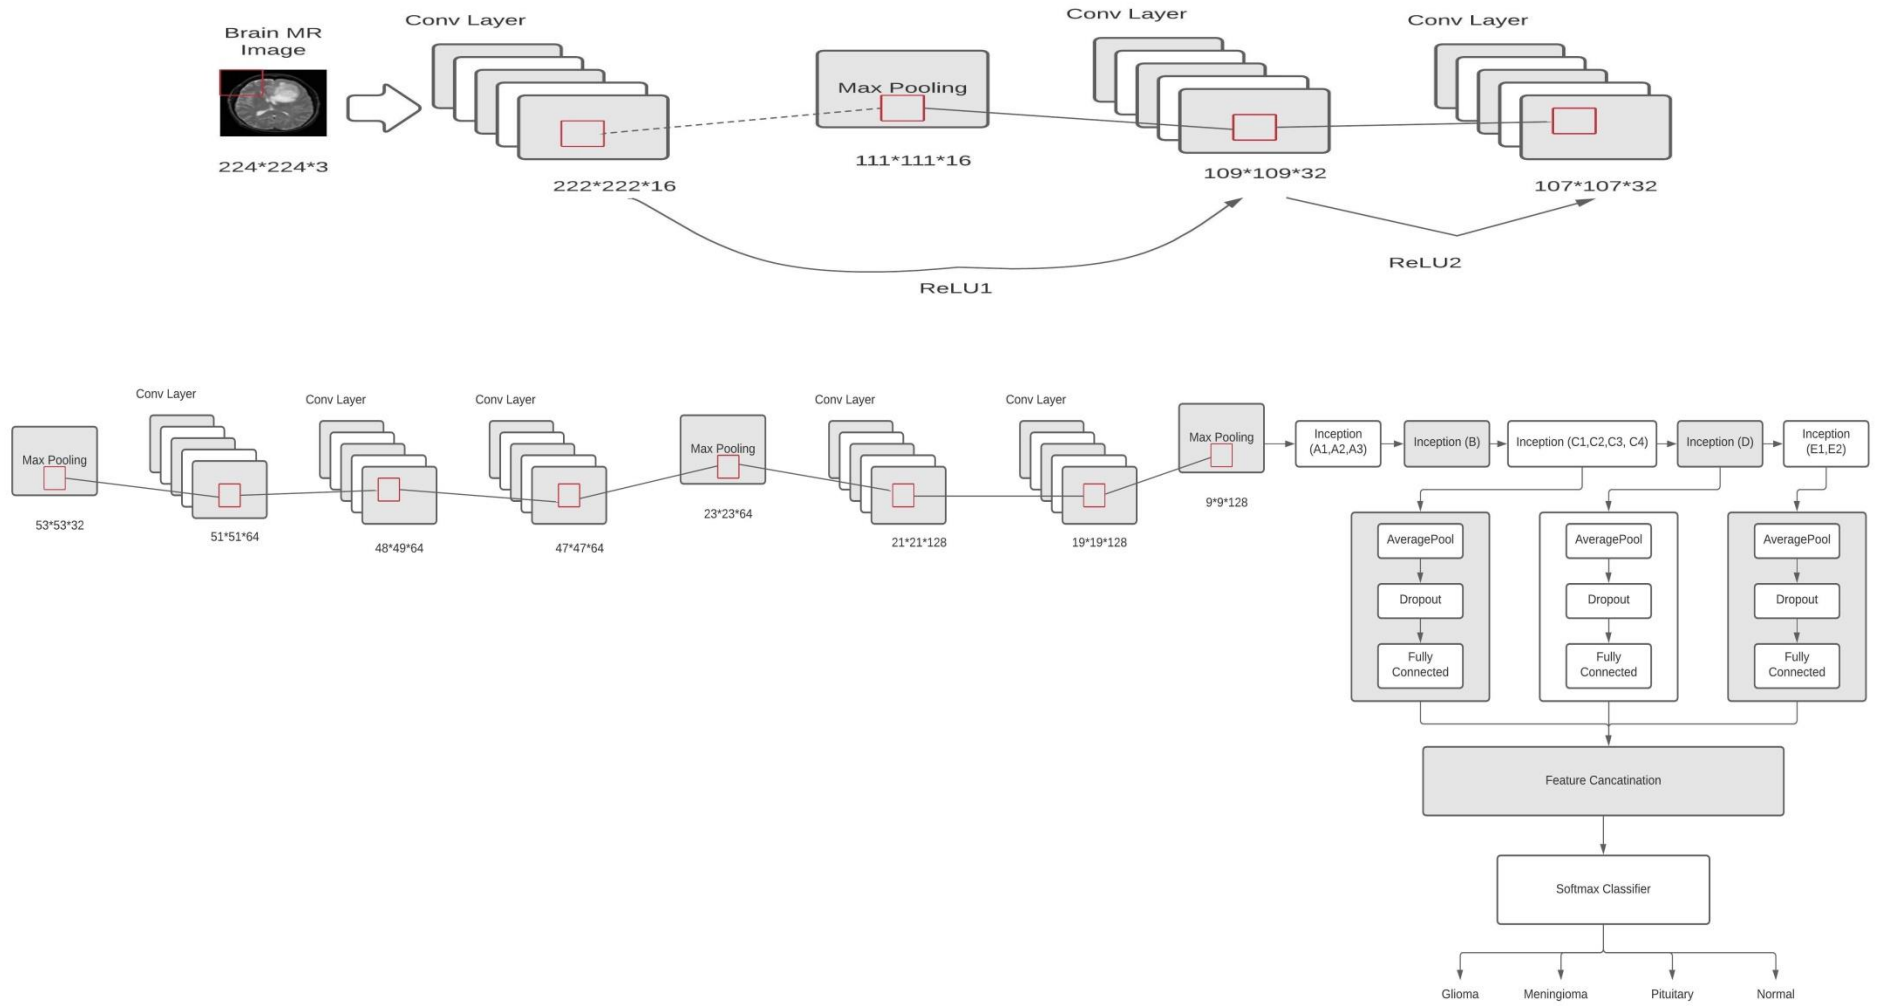 Brain MR
Image
224*224*3
Conv Layer
222*222*16
Max Pooling
111*111*16
Conv Layer
109*109*32
Conv Layer
107*107*32
ReLU1
ReLU2
Max Pooling
53*53*32
Conv Layer
51*51*64
Conv Layer
48*49*64
Conv Layer
47*47*64
Max Pooling
23*23*64
Conv Layer
21*21*128
Conv Layer
19*19*128
Max Pooling
9*9*128
Inception
(A1,A2,A3)
Inception (B)
Inception (C1,C2,C3, C4)
Inception (D)
Inception
(E1,E2)
AveragePool
Dropout
Fully
Connected
AveragePool
Dropout
Fully
Connected
AveragePool
Dropout
Fully
Connected
Feature Cancatination
Softmax Classifier
Glioma
Meningioma
Pituitary
Normal